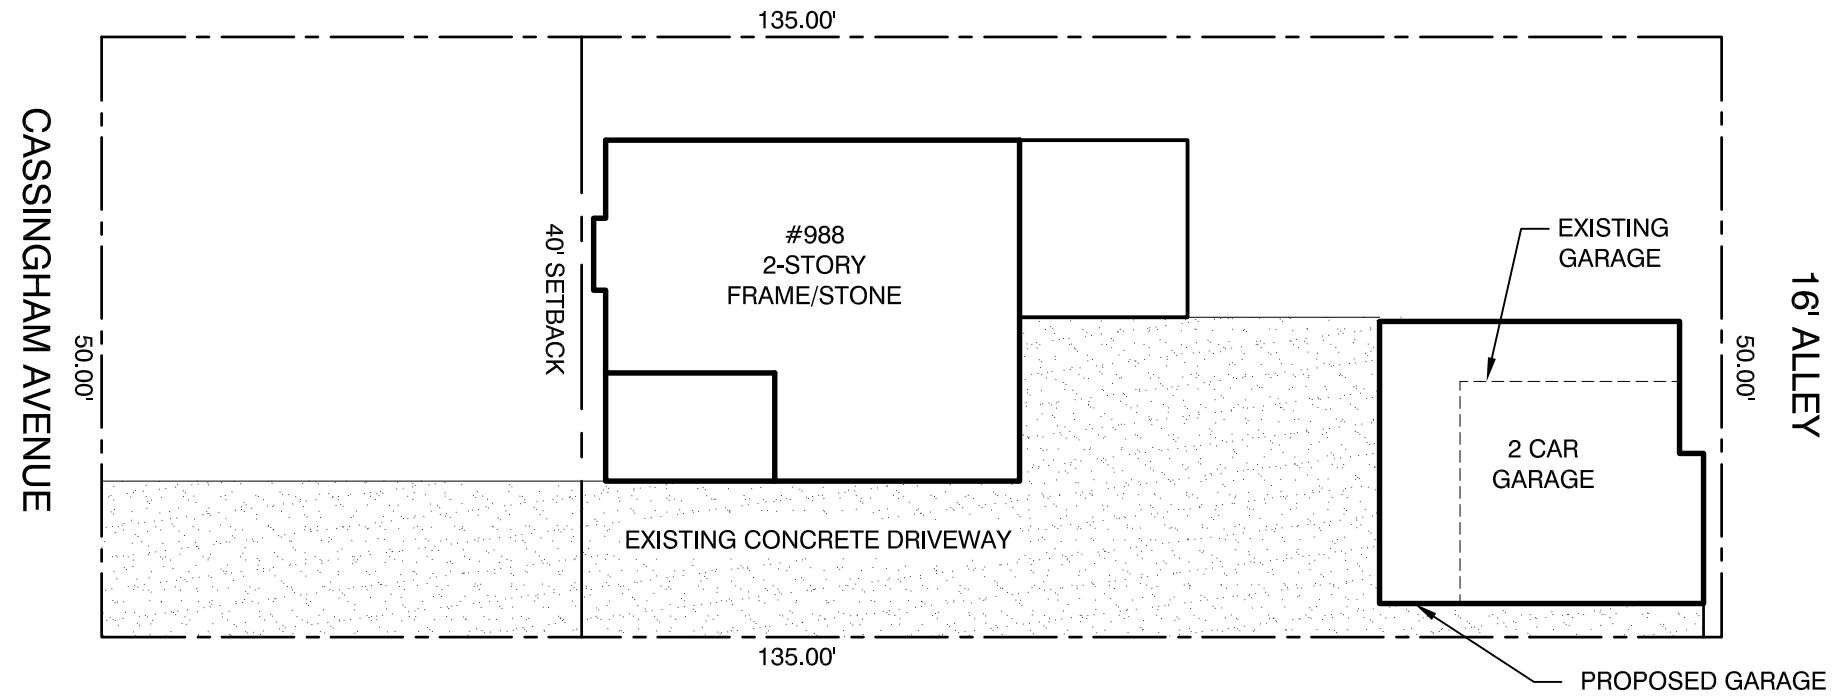 135.00'
CASSINGHAM AVENUE
50.00'
40' SETBACK
#988
2-STORY
FRAME/STONE
EXISTING
GARAGE
16' ALLEY
50.00'
2 CAR
GARAGE
EXISTING CONCRETE DRIVEWAY
135.00'
PROPOSED GARAGE